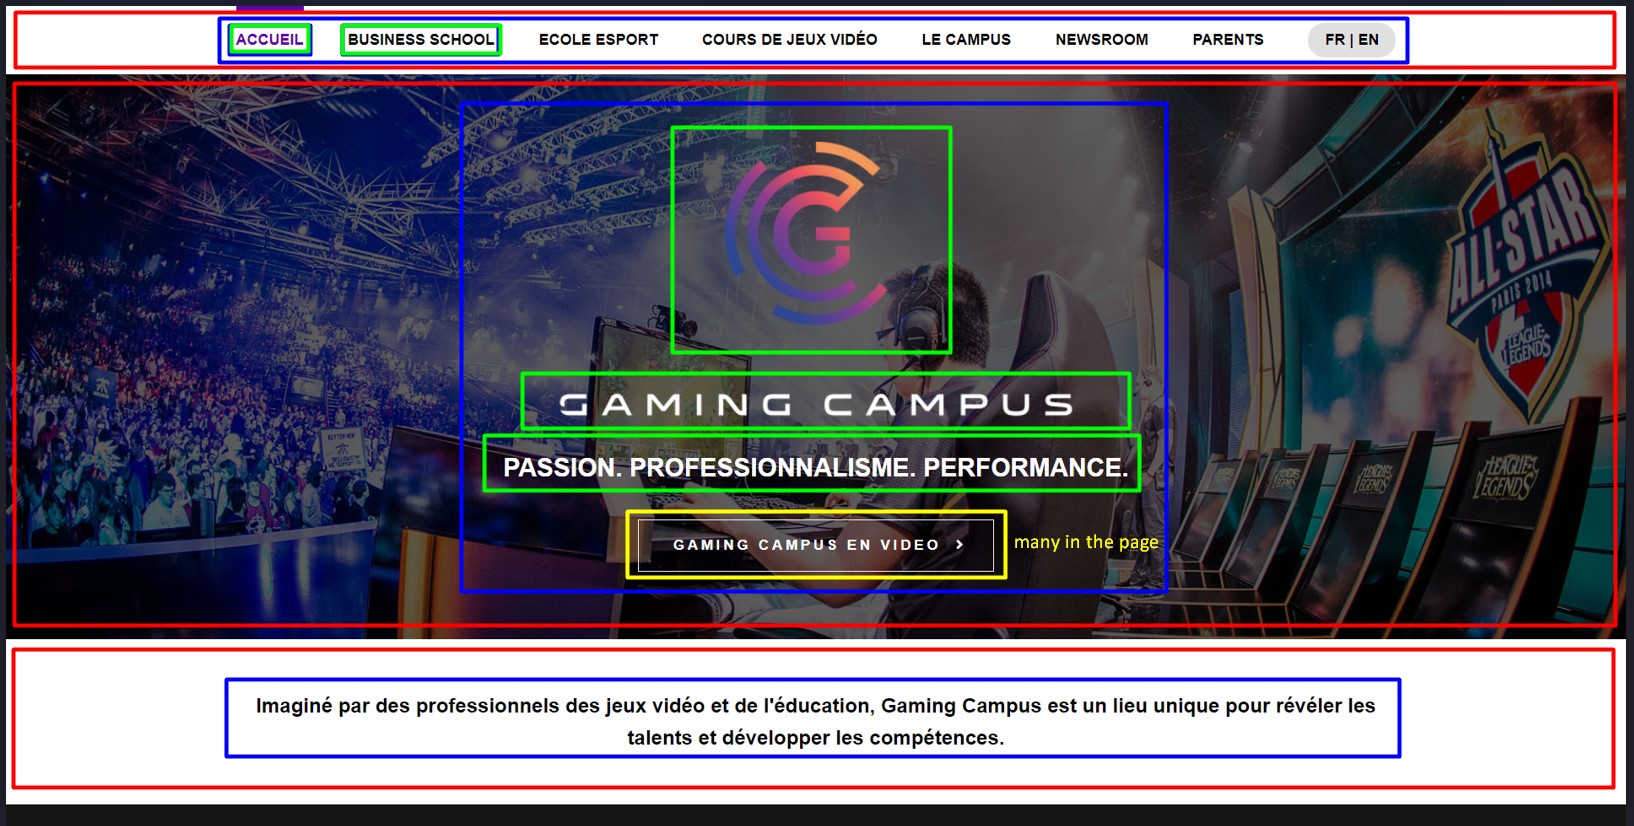 ACCUEIL BUSINESS SCHOOL ECOLE ESPORT COURS DE JEUX VIDÉO LE CAMPUS NEWSROOM PARENTS FR | EN
ALL-STAR
PARIS 2014
LEAGUE
LEGENDS
GAMING CAMPUS
PASSION. PROFESSIONNALISME. PERFORMANCE.
LEAGUE
LEGENDS
GAMING CAMPUS EN VIDEO >
many in the page
Imaginé par des professionnels des jeux vidéo et de l'éducation, Gaming Campus est un lieu unique pour révéler les
talents et développer les compétences.